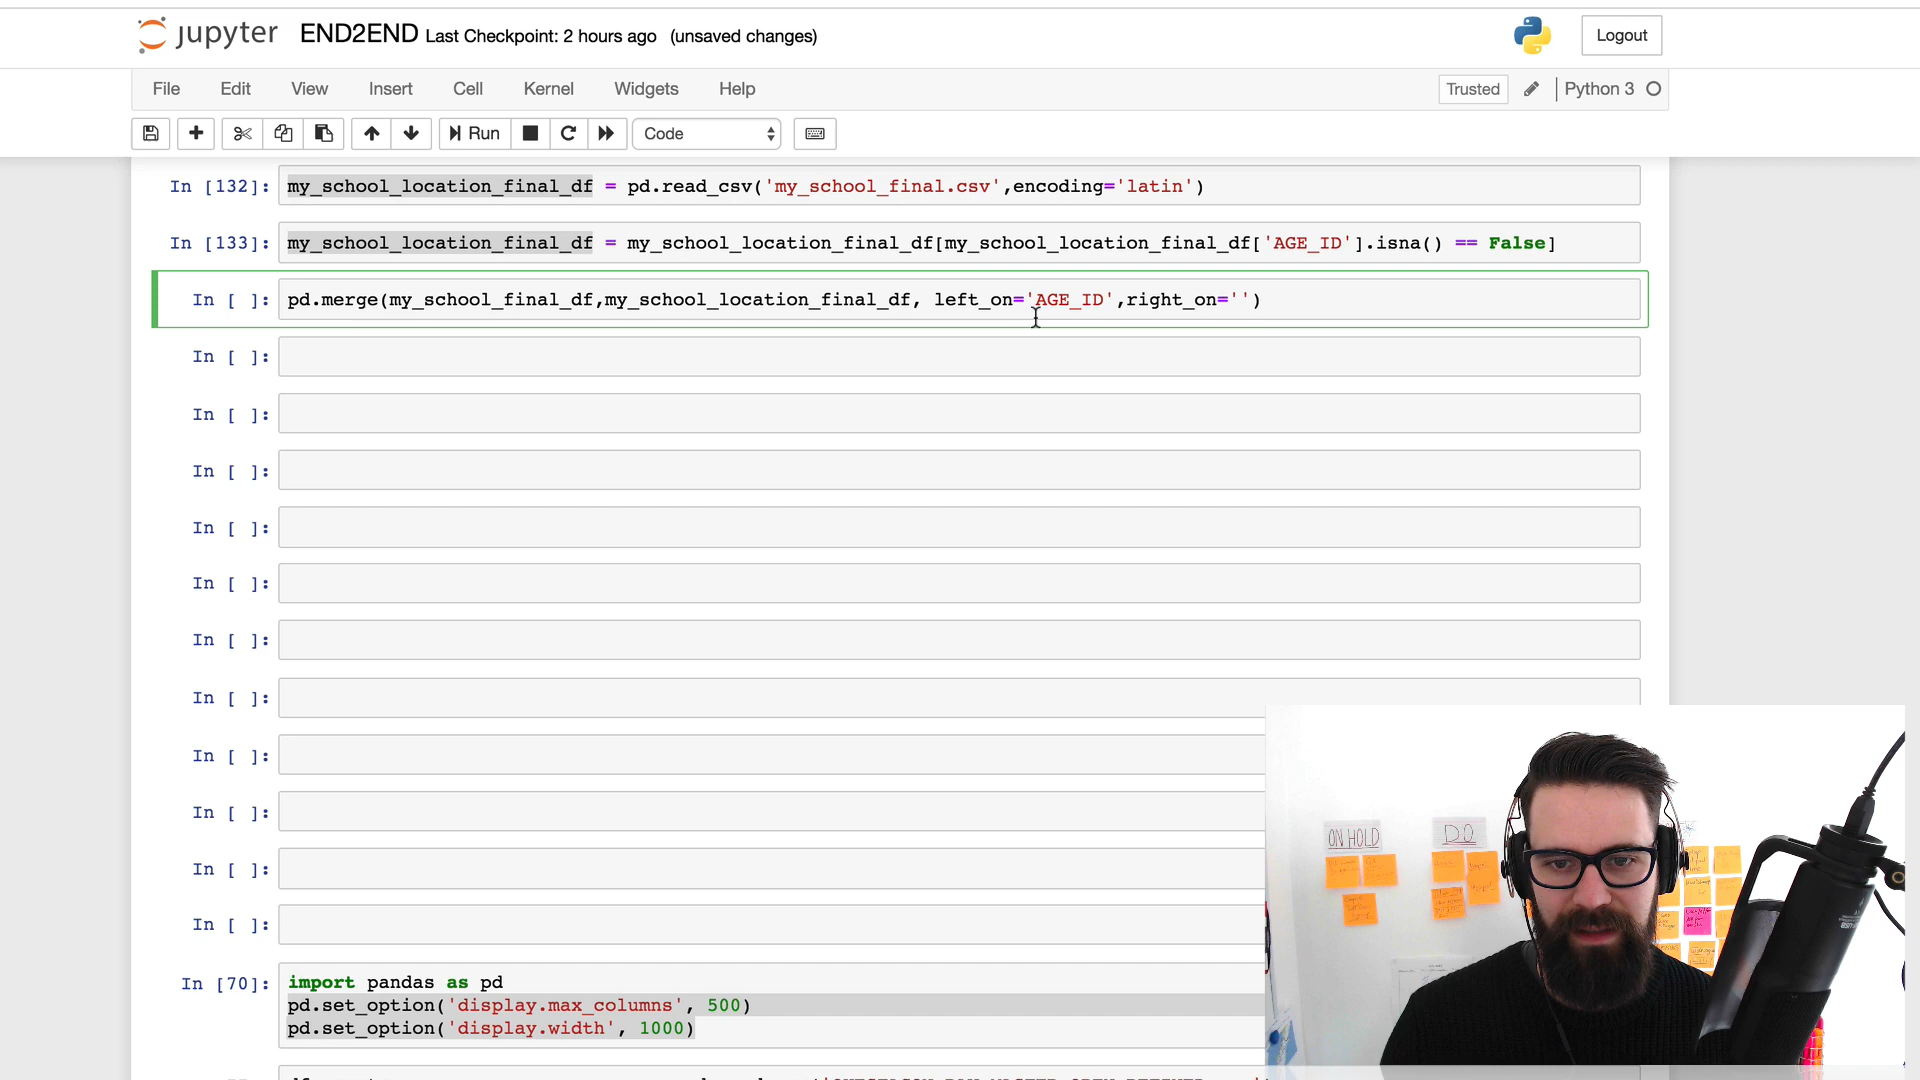 jupyter END2END Last Checkpoint: 2 hours ago (unsaved changes)
Logout
File Edit View Insert Cell Kernel Widgets Help
Trusted Python 3
Run Code
In [132]: my_school_location_final_df = pd.read_csv('my_school_final.csv',encoding='latin')
In [133]: my_school_location_final_df = my_school_location_final_df[my_school_location_final_df['AGE_ID'].isna() == False]
In [ ]: pd.merge(my_school_final_df,my_school_location_final_df, left_on='AGE_ID',right_on='')
In [ ]:
In [ ]:
In [ ]:
In [ ]:
In [ ]:
In [ ]:
In [ ]:
In [ ]:
In [ ]:
In [ ]:
In [ ]:
In [70]: import pandas as pd
pd.set_option('display.max_columns', 500)
pd.set_option('display.width', 1000)
ON HOLD
DO